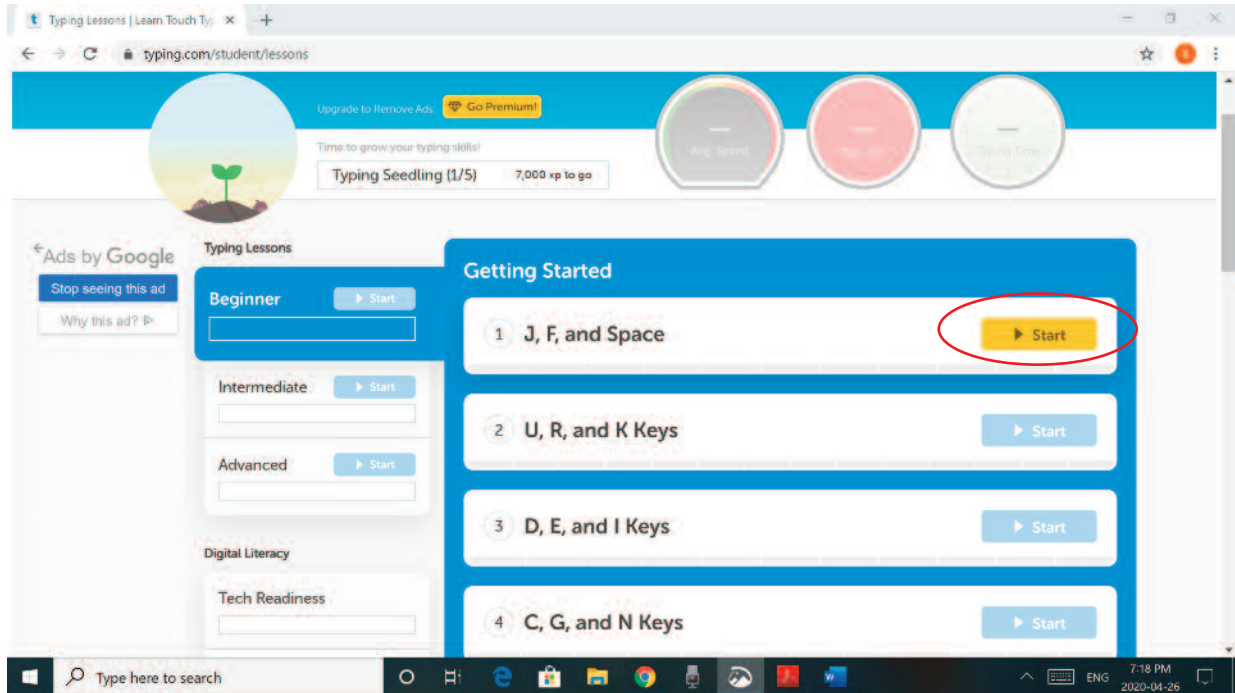 Typing Lessons | Learn Touch Ty
typing.com/student/lessons
Upgrade to Remove Ads. Go Premium!
Time to grow your typing skills!
Typing Seedling (1/5) 7,000 xp to go
Avg. Speed
Typing Time
Ads by Google
Stop seeing this ad
Why this ad?
Typing Lessons
Beginner Start
Intermediate Start
Advanced Start
Digital Literacy
Tech Readiness
Getting Started
1 J, F, and Space Start
2 U, R, and K Keys Start
3 D, E, and I Keys Start
4 C, G, and N Keys Start
Type here to search
ENG
7:18 PM
2020-04-26